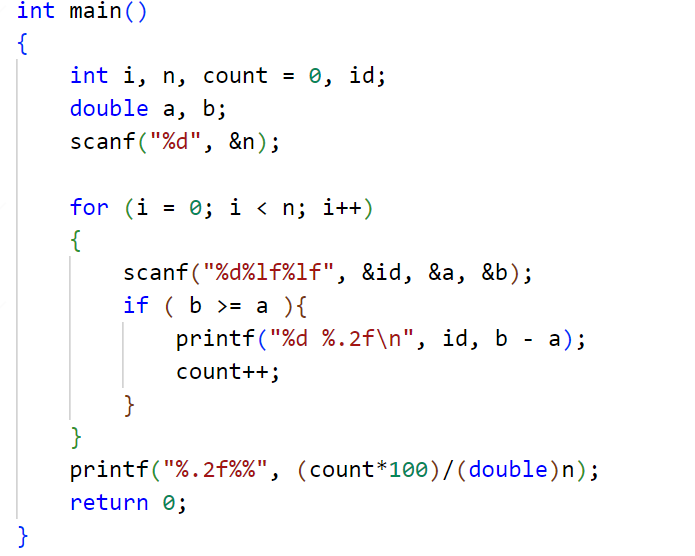 int main()
{
    int i, n, count = 0, id;
    double a, b;
    scanf("%d", &n);

    for (i = 0; i < n; i++)
    {
        scanf("%d%lf%lf", &id, &a, &b);
        if ( b >= a ){
            printf("%d %.2f\n", id, b - a);
            count++;
        }
    }
    printf("%.2f%%", (count*100)/(double)n);
    return 0;
}